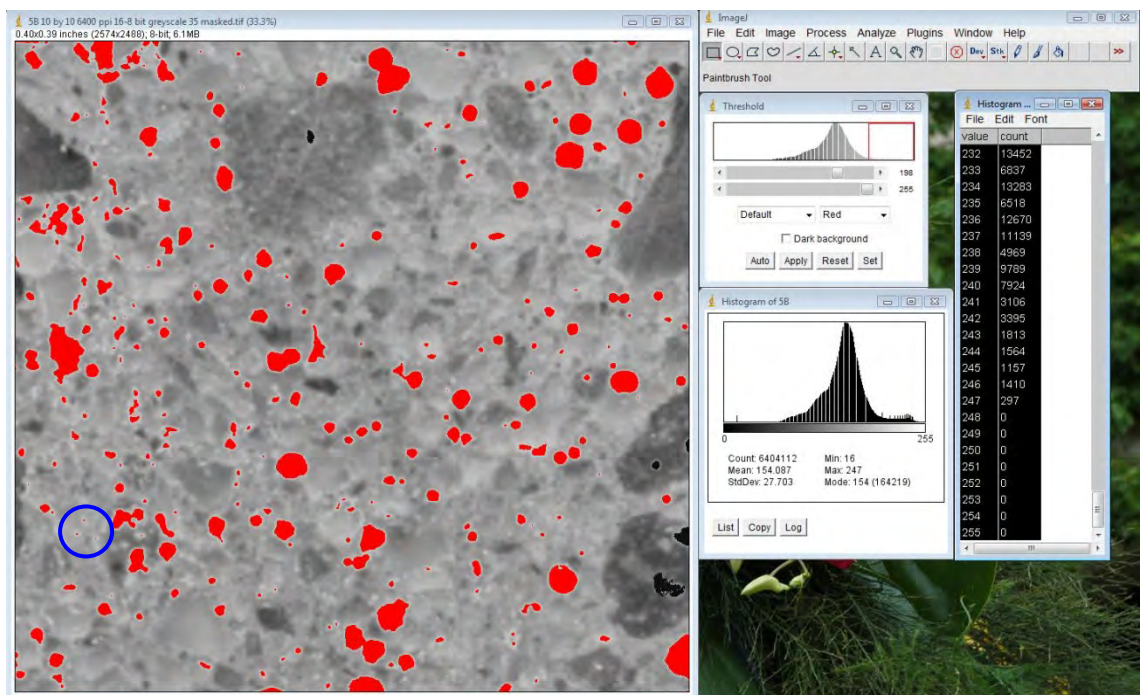 5B 10 by 10 6400 ppi 16-8 bit greyscale 35 masked.tif (33.3%)
0.40x0.39 inches (2574x2488); 8-bit; 6.1MB
ImageJ
File Edit Image Process Analyze Plugins Window Help
A
Dev Stk
>>
Paintbrush Tool
Threshold
198
255
Default Red
Dark background
Auto Apply Reset Set
Histogram of 5B
0 255
Count: 6404112 Min: 16
Mean: 154.087 Max: 247
StdDev: 27.703 Mode: 154 (164219)
List Copy Log
Histogram ...
File Edit Font
value count
232 13452
233 6837
234 13283
235 6518
236 12670
237 11139
238 4969
239 9789
240 7924
241 3106
242 3395
243 1813
244 1564
245 1157
246 1410
247 297
248 0
249 0
250 0
251 0
252 0
253 0
254 0
255 0